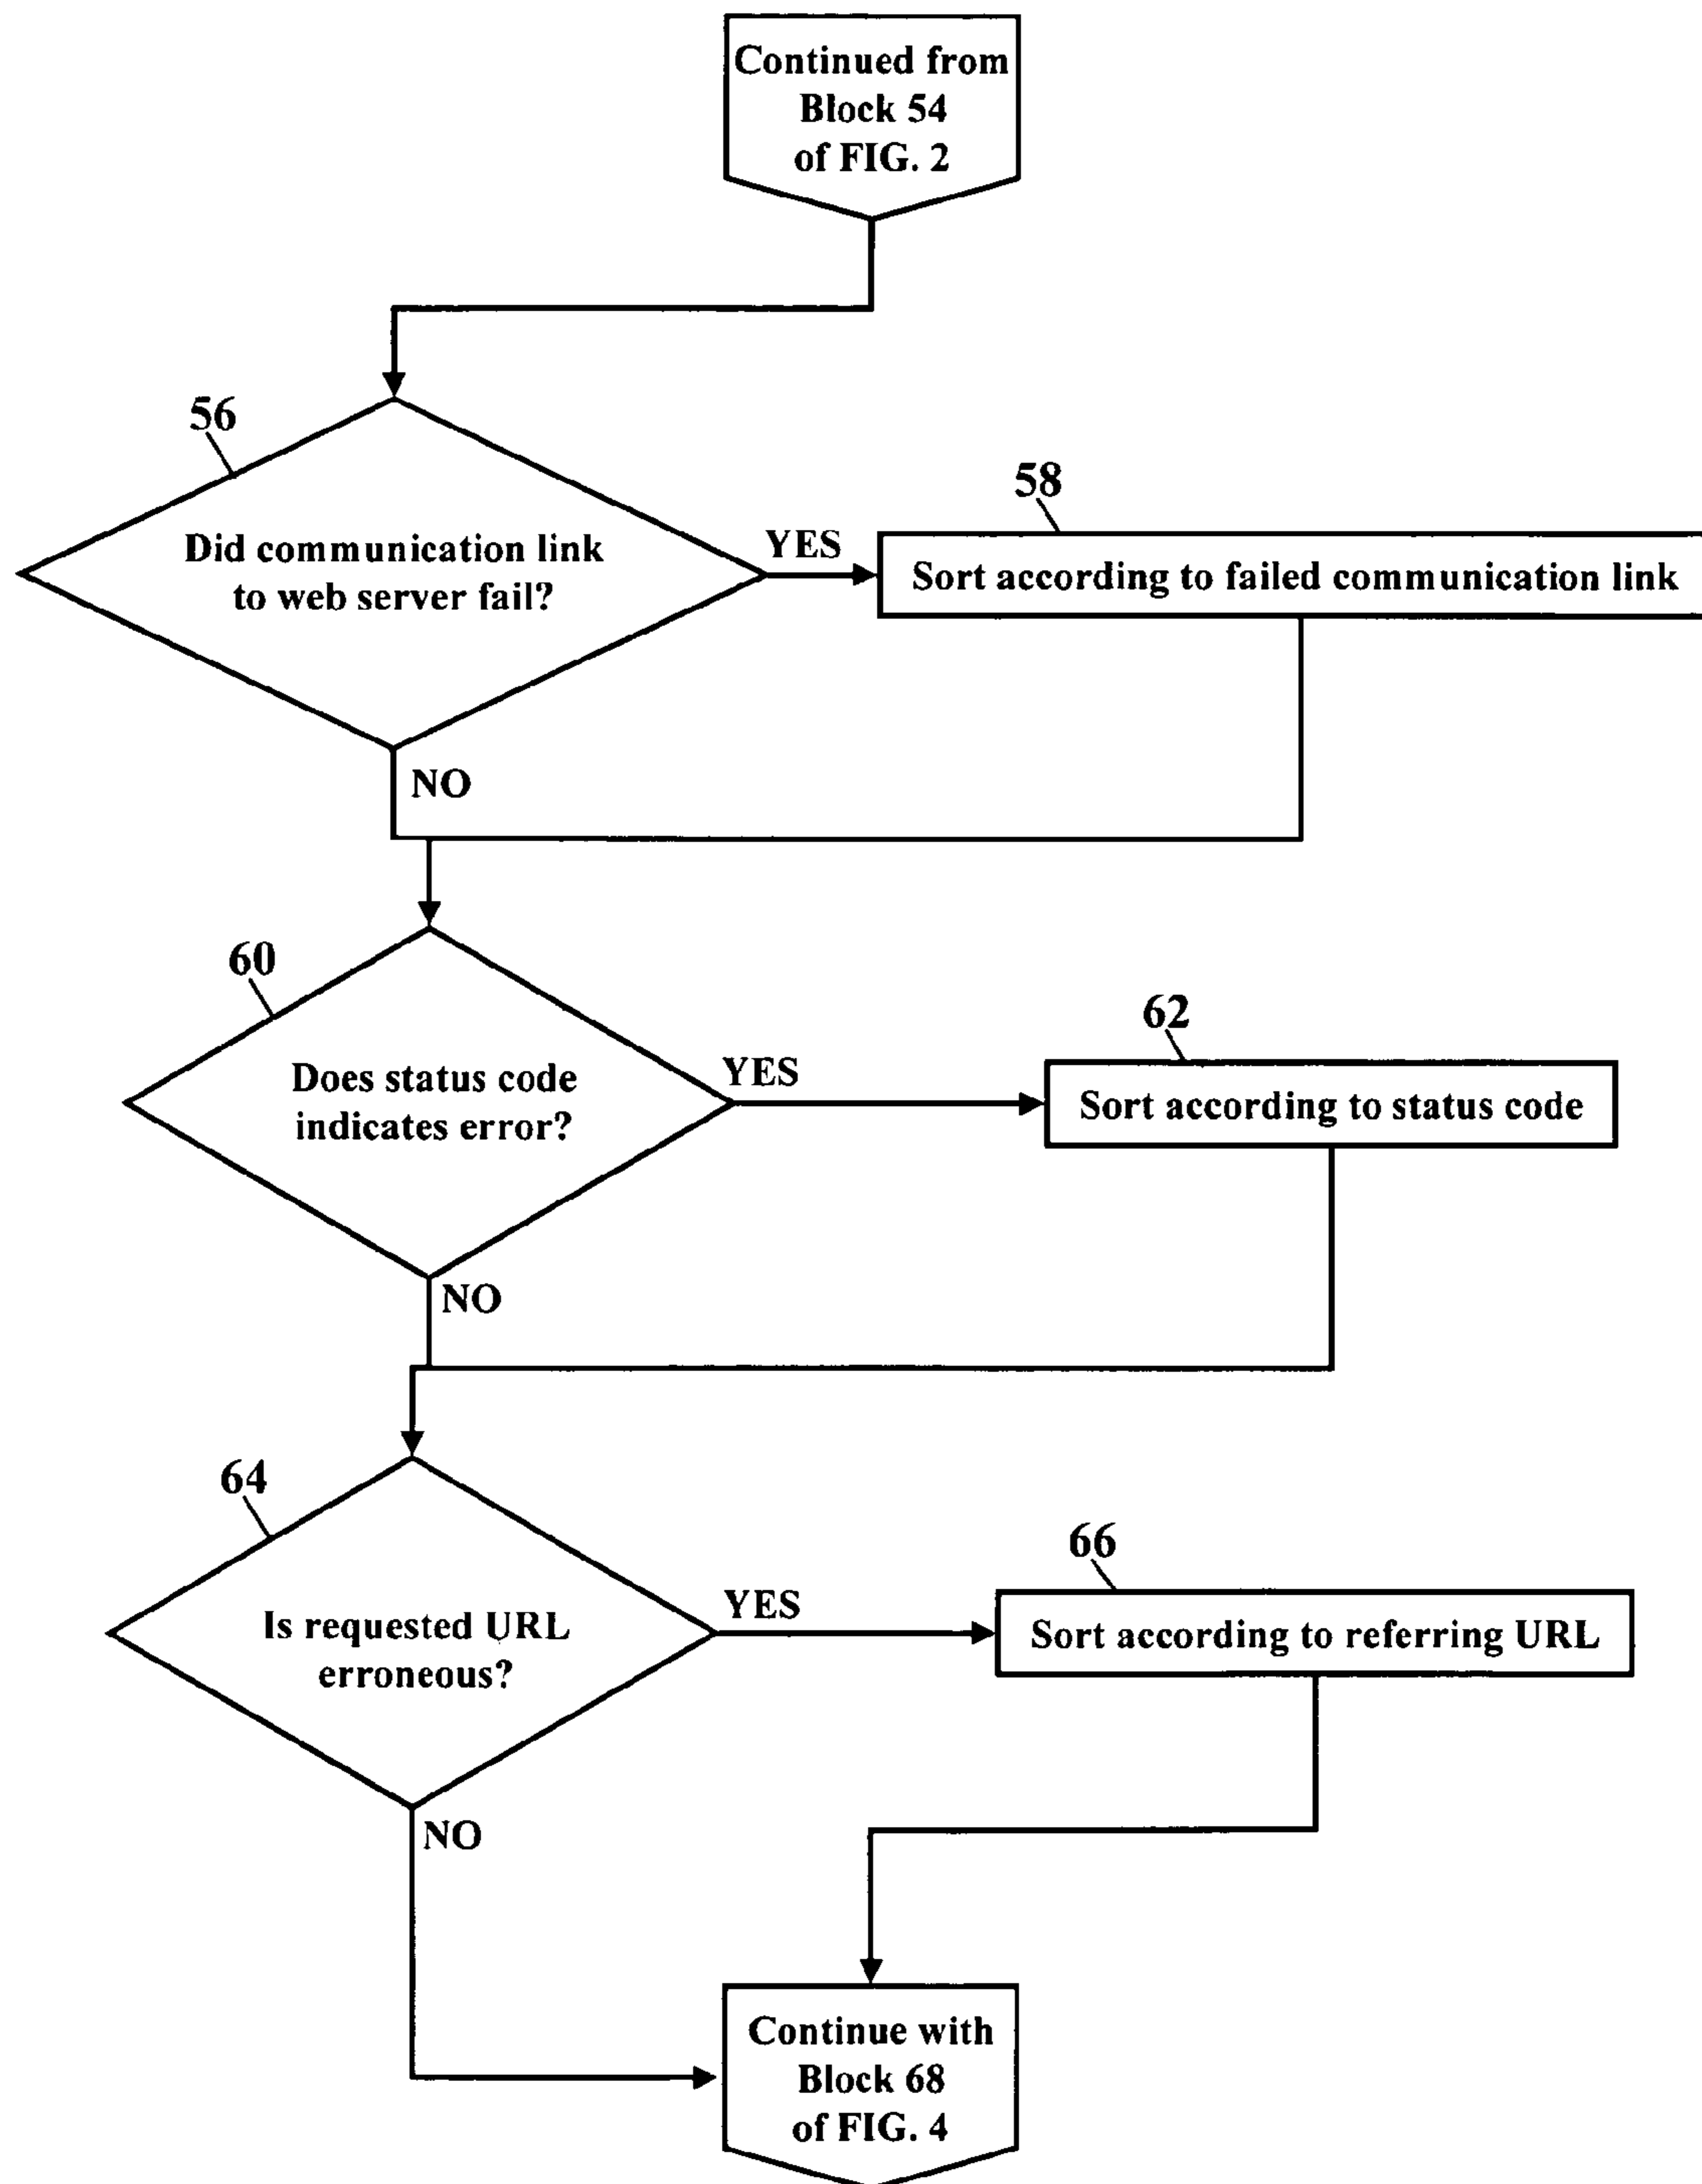 Continued from
Block 54
of FIG. 2
56
Did communication link
to web server fail?
YES
58
Sort according to failed communication link
NO
60
Does status code
indicates error?
YES
62
Sort according to status code
NO
64
Is requested URL
erroneous?
YES
66
Sort according to referring URL
NO
Continue with
Block 68
of FIG. 4